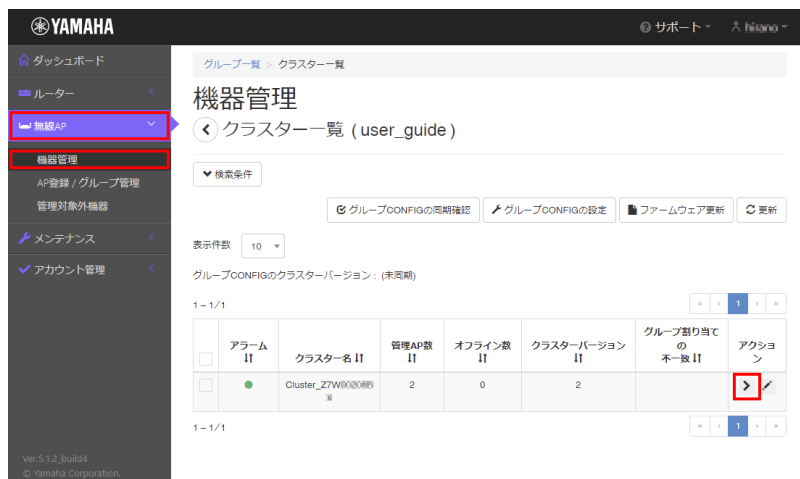 YAMAHA
サポート
ダッシュボード
ルーター
無線AP
機器管理
AP登録 / グループ管理
管理対象外機器
メンテナンス
アカウント管理
Ver.5.1.2_build4
© Yamaha Corporation.
グループ一覧 > クラスター一覧
機器管理
クラスター一覧 ( user_guide )
検索条件
グループCONFIGの同期確認 グループCONFIGの設定 ファームウェア更新 更新
表示件数 10
グループCONFIGのクラスターバージョン : (未同期)
1 – 1/1 « ‹ 1 › »
アラーム クラスター名 管理AP数 オフライン数 クラスターバージョン グループ割り当ての不一致 アクション
Cluster_Z7W 2 0 2
1 – 1/1 « ‹ 1 › »